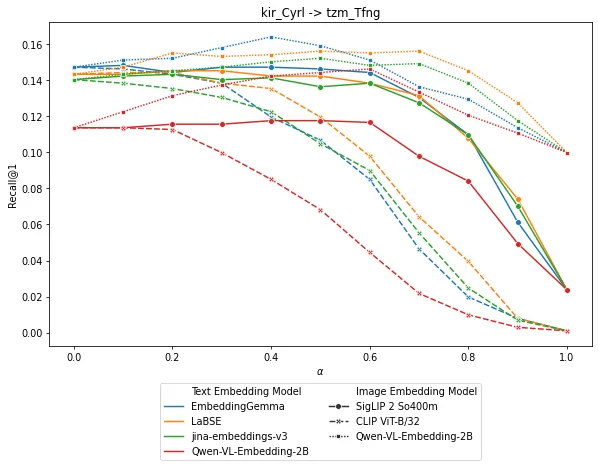 kir_Cyrl -> tzm_Tfng
0.16
0.14
0.12
0.10
0.08
0.06
0.04
0.02
0.00
Recall@1
0.0 0.2 0.4 0.6 0.8 1.0
α
Text Embedding Model
EmbeddingGemma
LaBSE
jina-embeddings-v3
Qwen-VL-Embedding-2B
Image Embedding Model
SigLIP 2 So400m
CLIP ViT-B/32
Qwen-VL-Embedding-2B